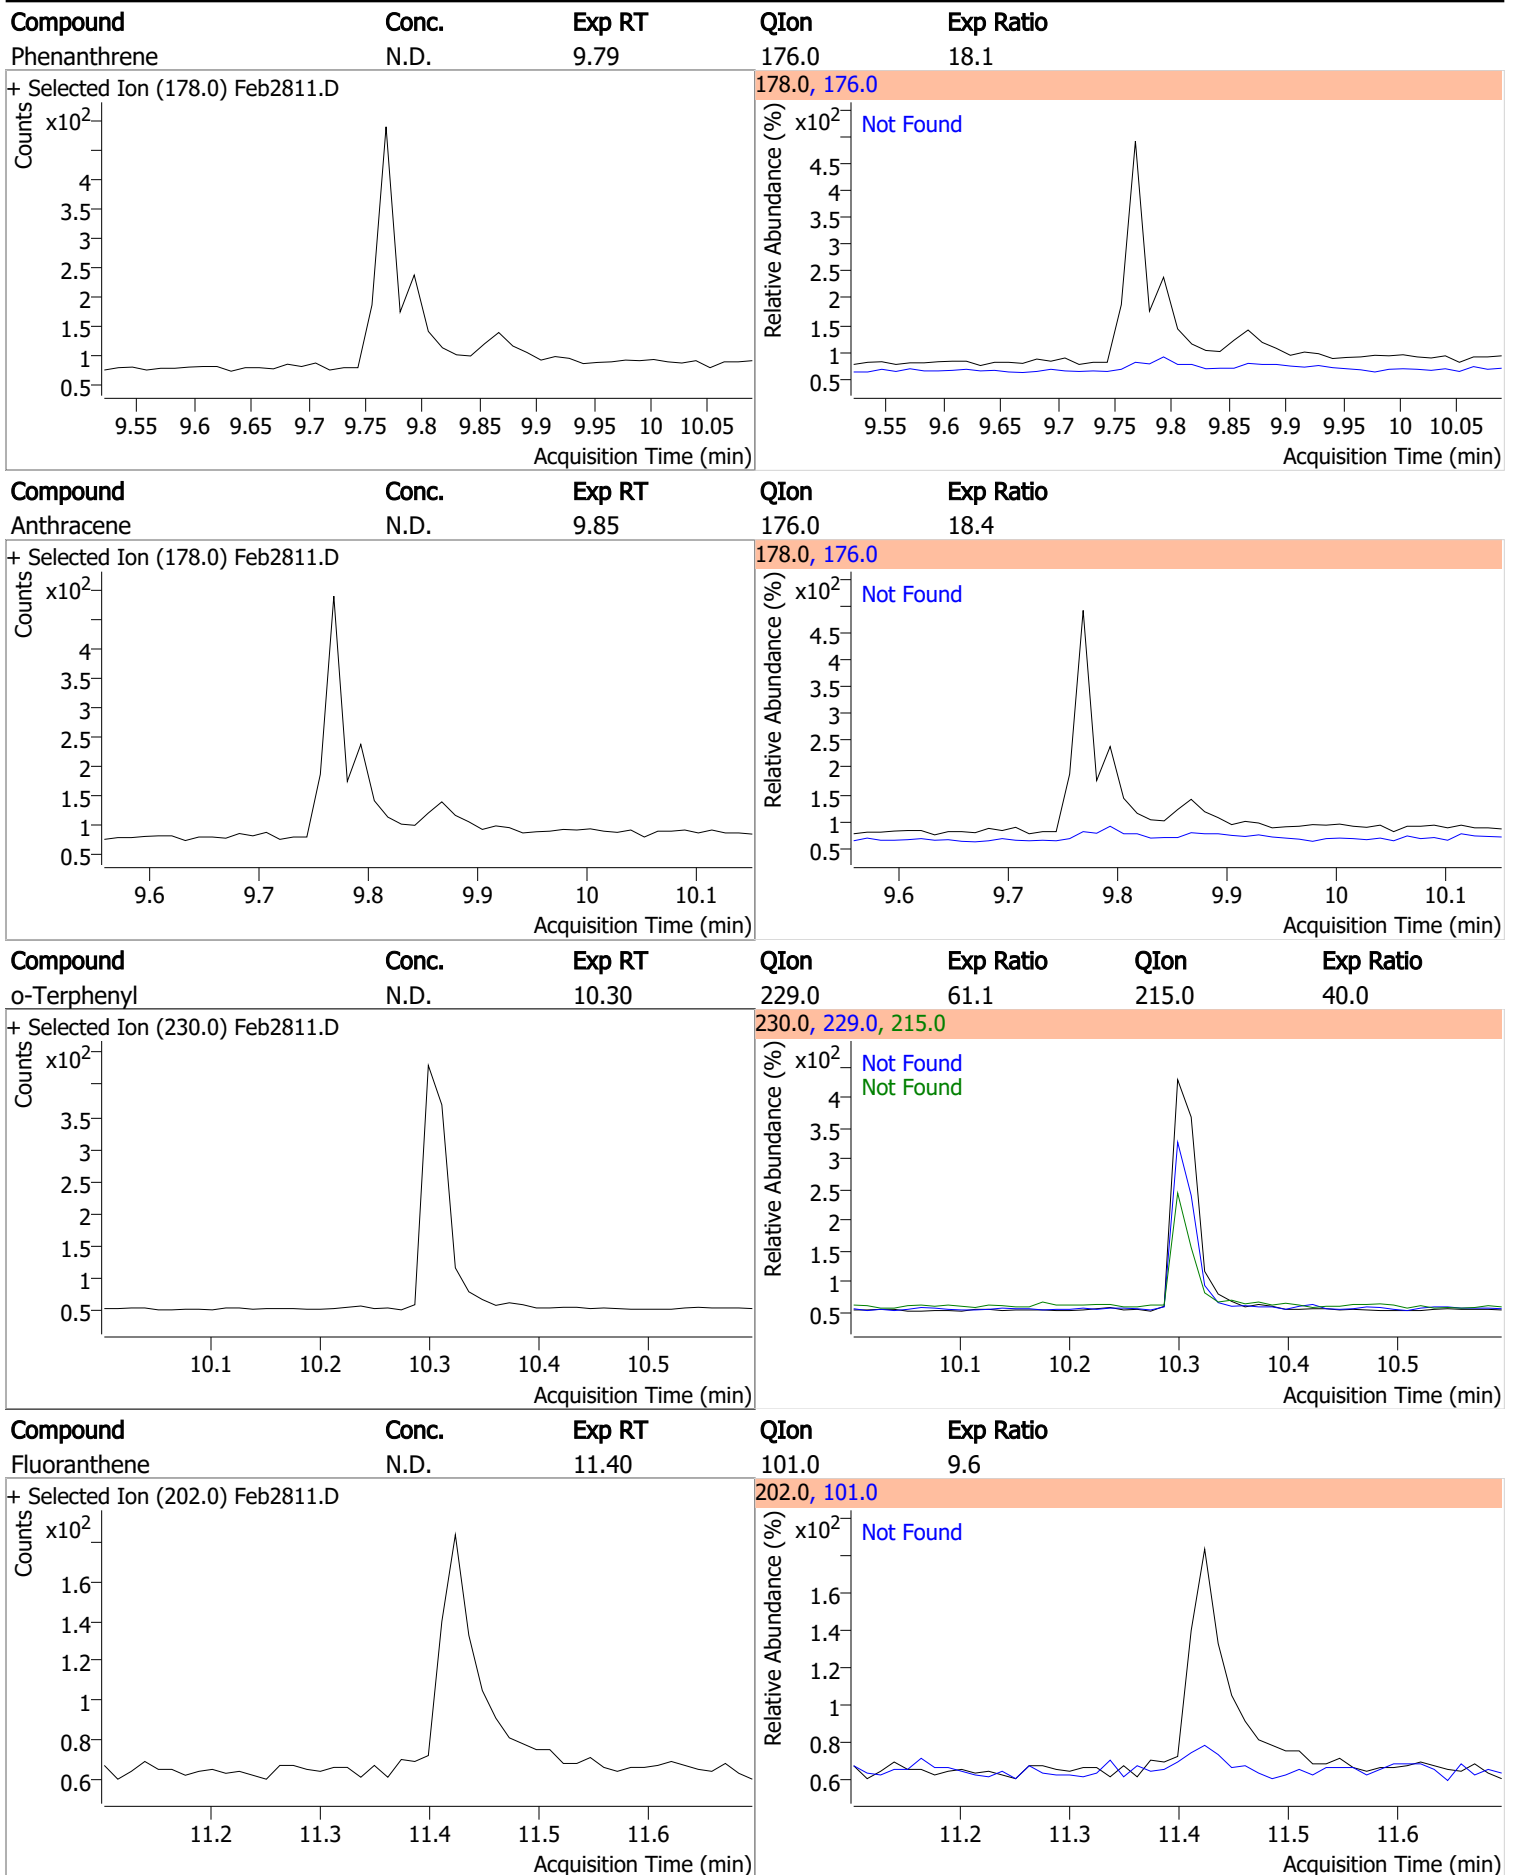 Compound Conc. Exp RT QIon Exp Ratio
Phenanthrene N.D. 9.79 176.0 18.1
+ Selected Ion (178.0) Feb2811.D 178.0, 176.0
Counts x10^2 4 3.5 3 2.5 2 1.5 1 0.5
9.55 9.6 9.65 9.7 9.75 9.8 9.85 9.9 9.95 10 10.05
Acquisition Time (min)
Relative Abundance (%) x10^2 Not Found 4.5 4 3.5 3 2.5 2 1.5 1 0.5
9.55 9.6 9.65 9.7 9.75 9.8 9.85 9.9 9.95 10 10.05
Acquisition Time (min)
Compound Conc. Exp RT QIon Exp Ratio
Anthracene N.D. 9.85 176.0 18.4
+ Selected Ion (178.0) Feb2811.D 178.0, 176.0
Counts x10^2 4 3.5 3 2.5 2 1.5 1 0.5
9.6 9.7 9.8 9.9 10 10.1
Acquisition Time (min)
Relative Abundance (%) x10^2 Not Found 4.5 4 3.5 3 2.5 2 1.5 1 0.5
9.6 9.7 9.8 9.9 10 10.1
Acquisition Time (min)
Compound Conc. Exp RT QIon Exp Ratio QIon Exp Ratio
o-Terphenyl N.D. 10.30 229.0 61.1 215.0 40.0
+ Selected Ion (230.0) Feb2811.D 230.0, 229.0, 215.0
Counts x10^2 3.5 3 2.5 2 1.5 1 0.5
10.1 10.2 10.3 10.4 10.5
Acquisition Time (min)
Relative Abundance (%) x10^2 Not Found
Not Found
4 3.5 3 2.5 2 1.5 1 0.5
10.1 10.2 10.3 10.4 10.5
Acquisition Time (min)
Compound Conc. Exp RT QIon Exp Ratio
Fluoranthene N.D. 11.40 101.0 9.6
+ Selected Ion (202.0) Feb2811.D 202.0, 101.0
Counts x10^2 1.6 1.4 1.2 1 0.8 0.6
11.2 11.3 11.4 11.5 11.6
Acquisition Time (min)
Relative Abundance (%) x10^2 Not Found 1.6 1.4 1.2 1 0.8 0.6
11.2 11.3 11.4 11.5 11.6
Acquisition Time (min)